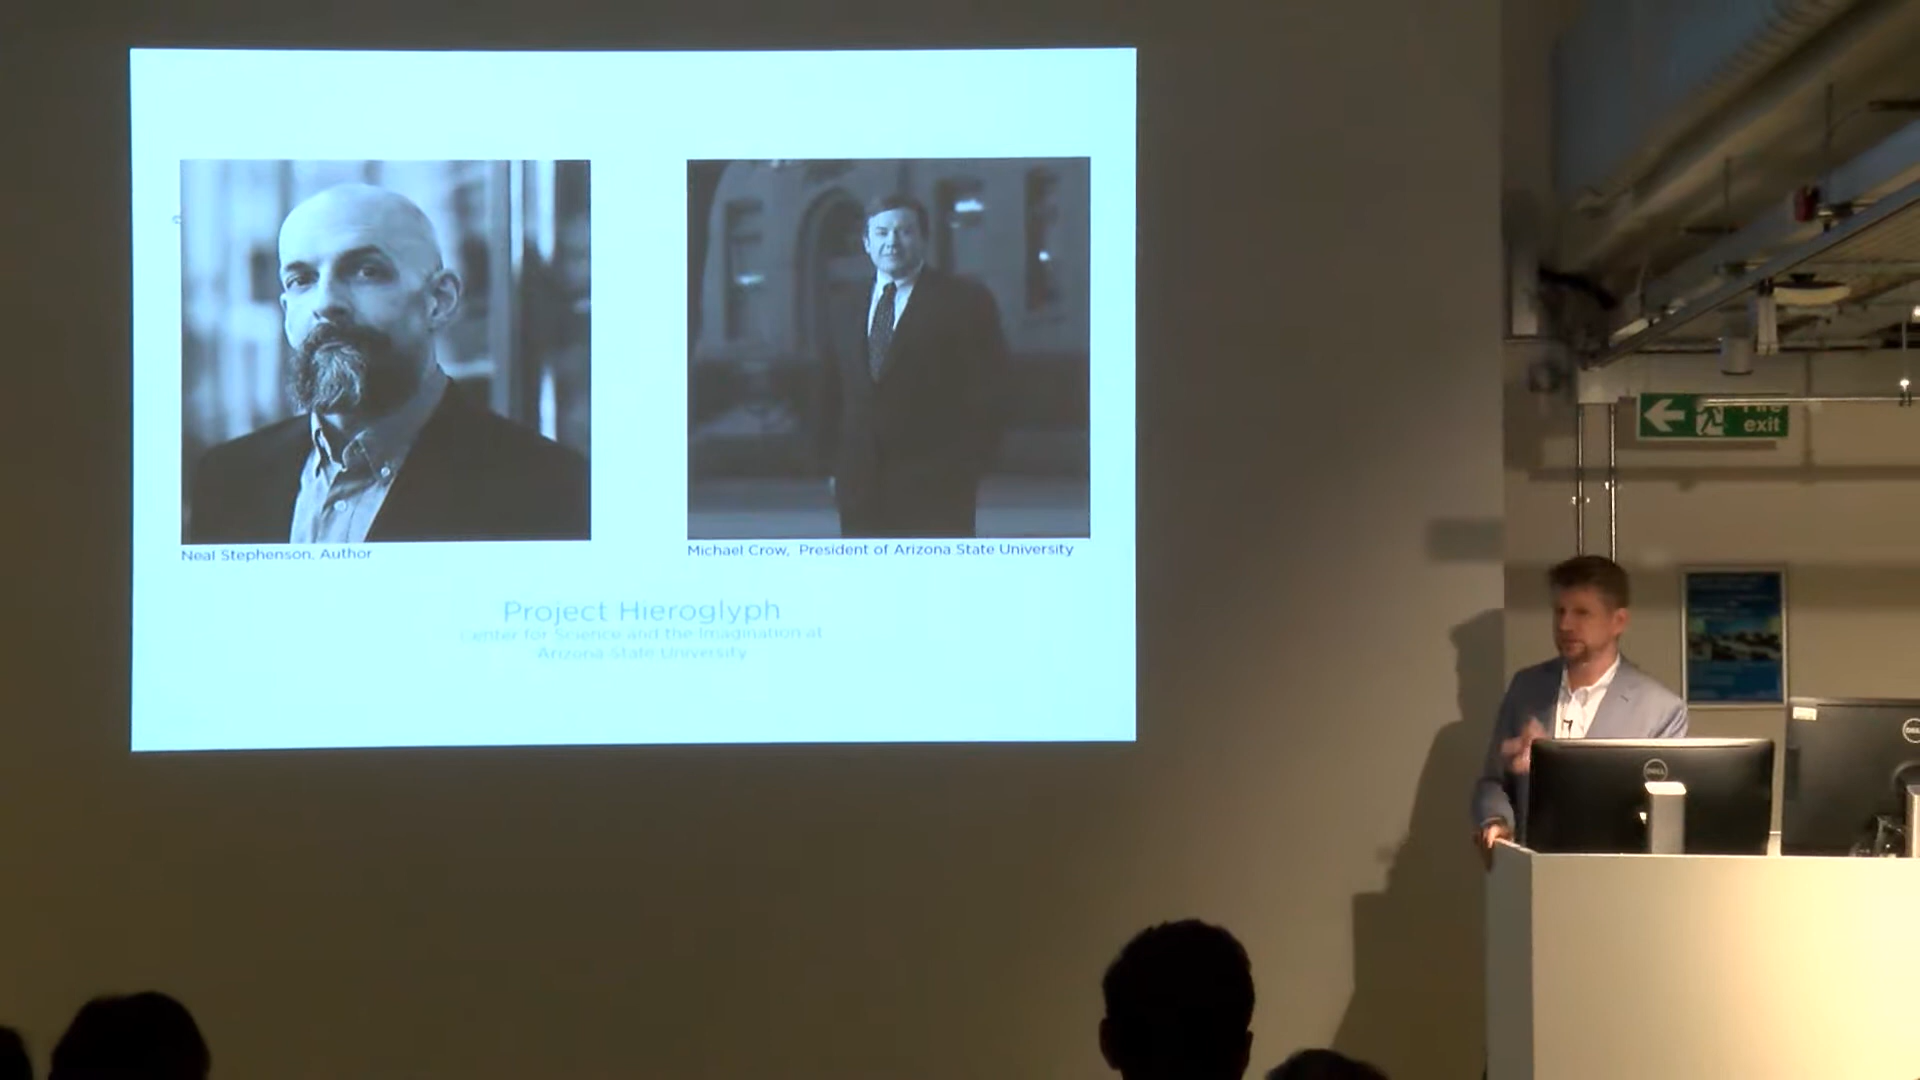 Neal Stephenson, Author
Michael Crow, President of Arizona State University
Project Hieroglyph
Center for Science and the Imagination at
Arizona State University
Fire
exit
DELL